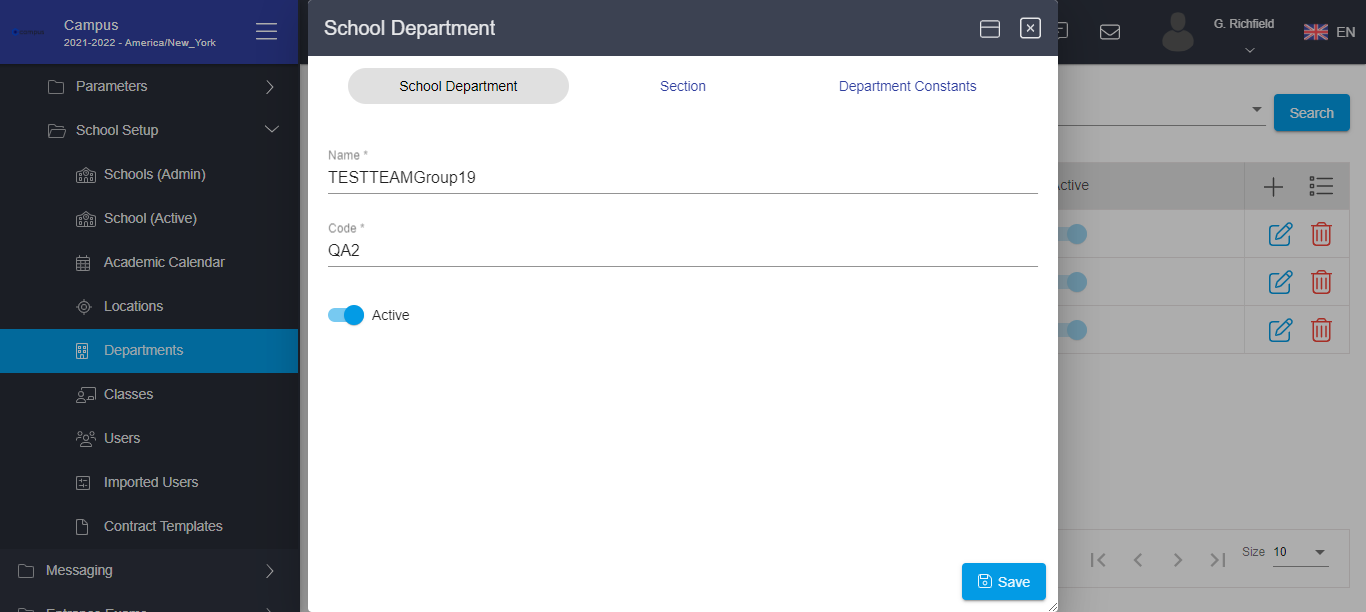 Campus
2021-2022 - America/New_York
Parameters
School Setup
Schools (Admin)
School (Active)
Academic Calendar
Locations
Departments
Classes
Users
Imported Users
Contract Templates
Messaging
School Department
School Department
Section
Department Constants
Name *
TESTTEAMGroup19
Code *
QA2
Active
Save
G. Richfield
EN
Search
ctive
Size 10